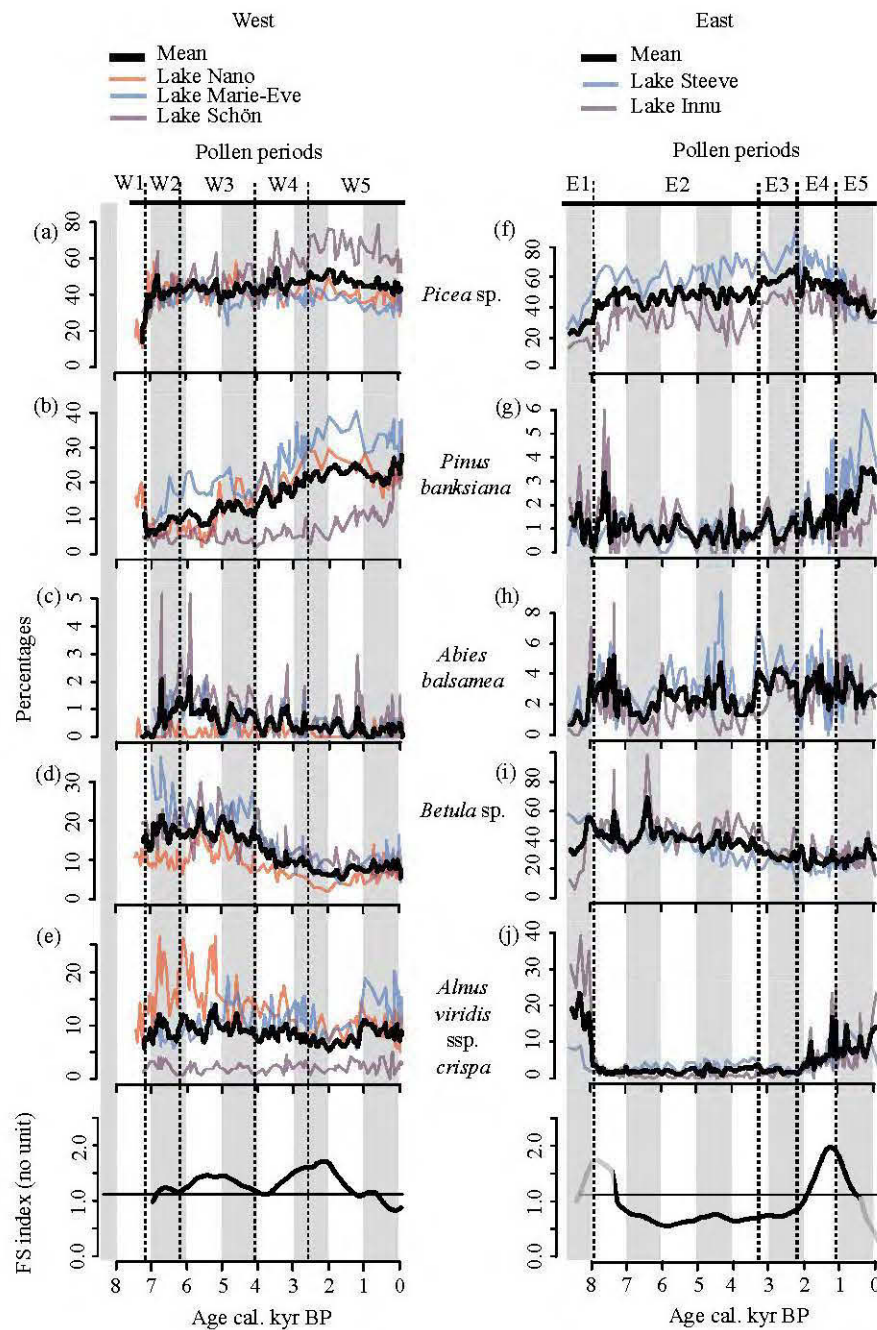 West
Mean
Lake Nano
Lake Marie-Eve
Lake Schön
East
Mean
Lake Steeve
Lake Innu
Pollen periods
W1 W2 W3 W4 W5
Pollen periods
E1 E2 E3 E4 E5
(a)
0 20 40 60 80
Picea sp.
(f)
0 20 40 60 80
(b)
0 10 20 30 40
Pinus
banksiana
(g)
0 1 2 3 4 5 6
Percentages
(c)
0 1 2 3 4 5
Abies
balsamea
(h)
0 2 4 6 8
(d)
0 10 20 30
Betula sp.
(i)
0 20 40 60 80
(e)
0 10 20
Alnus
viridis
ssp.
crispa
(j)
0 10 20 30 40
FS index (no unit)
0.0 1.0 2.0
0.0 1.0 2.0
8 7 6 5 4 3 2 1 0
Age cal. kyr BP
8 7 6 5 4 3 2 1 0
Age cal. kyr BP